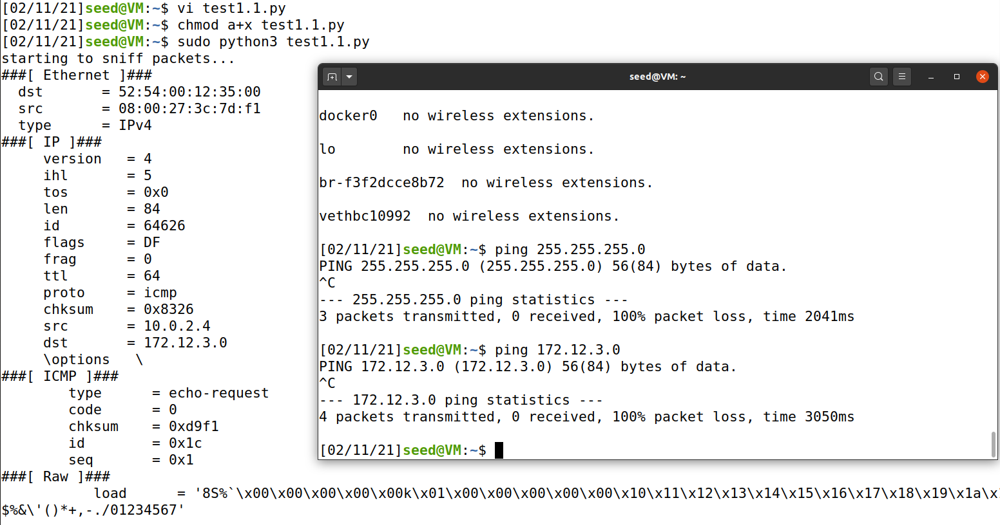 [02/11/21]seed@VM:~$ vi test1.1.py
[02/11/21]seed@VM:~$ chmod a+x test1.1.py
[02/11/21]seed@VM:~$ sudo python3 test1.1.py
starting to sniff packets...
###[ Ethernet ]###
  dst       = 52:54:00:12:35:00
  src       = 08:00:27:3c:7d:f1
  type      = IPv4
###[ IP ]###
     version   = 4
     ihl       = 5
     tos       = 0x0
     len       = 84
     id        = 64626
     flags     = DF
     frag      = 0
     ttl       = 64
     proto     = icmp
     chksum    = 0x8326
     src       = 10.0.2.4
     dst       = 172.12.3.0
     \options   \
###[ ICMP ]###
        type      = echo-request
        code      = 0
        chksum    = 0xd9f1
        id        = 0x1c
        seq       = 0x1
###[ Raw ]###
           load      = '8S%`\x00\x00\x00\x00\x00k\x01\x00\x00\x00\x00\x00\x10\x11\x12\x13\x14\x15\x16\x17\x18\x19\x1a\x
$%&\'()*+,-./01234567'
seed@VM: ~
docker0   no wireless extensions.
lo        no wireless extensions.
br-f3f2dcce8b72  no wireless extensions.
vethbc10992  no wireless extensions.
[02/11/21]seed@VM:~$ ping 255.255.255.0
PING 255.255.255.0 (255.255.255.0) 56(84) bytes of data.
^C
--- 255.255.255.0 ping statistics ---
3 packets transmitted, 0 received, 100% packet loss, time 2041ms
[02/11/21]seed@VM:~$ ping 172.12.3.0
PING 172.12.3.0 (172.12.3.0) 56(84) bytes of data.
^C
--- 172.12.3.0 ping statistics ---
4 packets transmitted, 0 received, 100% packet loss, time 3050ms
[02/11/21]seed@VM:~$